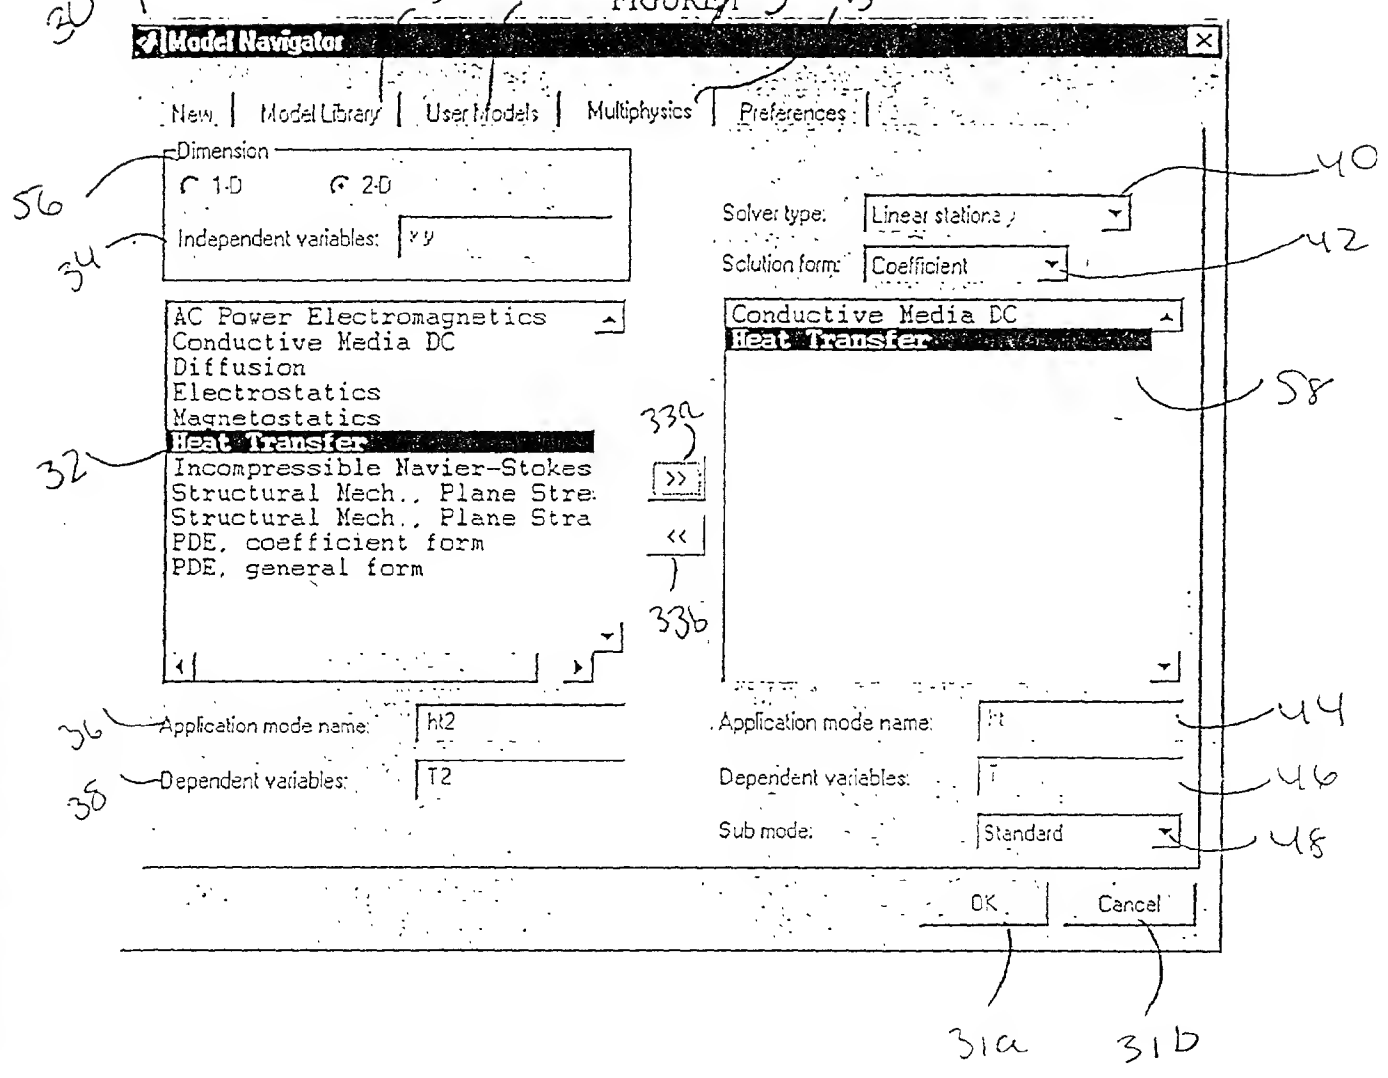 30
Model Navigator
New Model Library User Models Multiphysics Preferences
Dimension
1-D 2-D
56
34
Independent variables: x y
Solver type: Linear
40
Solution form: Coefficient
42
AC Power Electromagnetics
Conductive Media DC
Diffusion
Electrostatics
Magnetostatics
Heat Transfer
Incompressible Navier-Stokes
Structural Mech., Plane Stre
Structural Mech., Plane Stra
PDE, coefficient form
PDE, general form
32
33a
>>
<<
33b
Conductive Media DC
Heat Transfer
58
36
Application mode name: ht2
38
Dependent variables: T2
Application mode name: ht
44
Dependent variables: T
46
Sub mode: Standard
48
OK Cancel
31a 31b